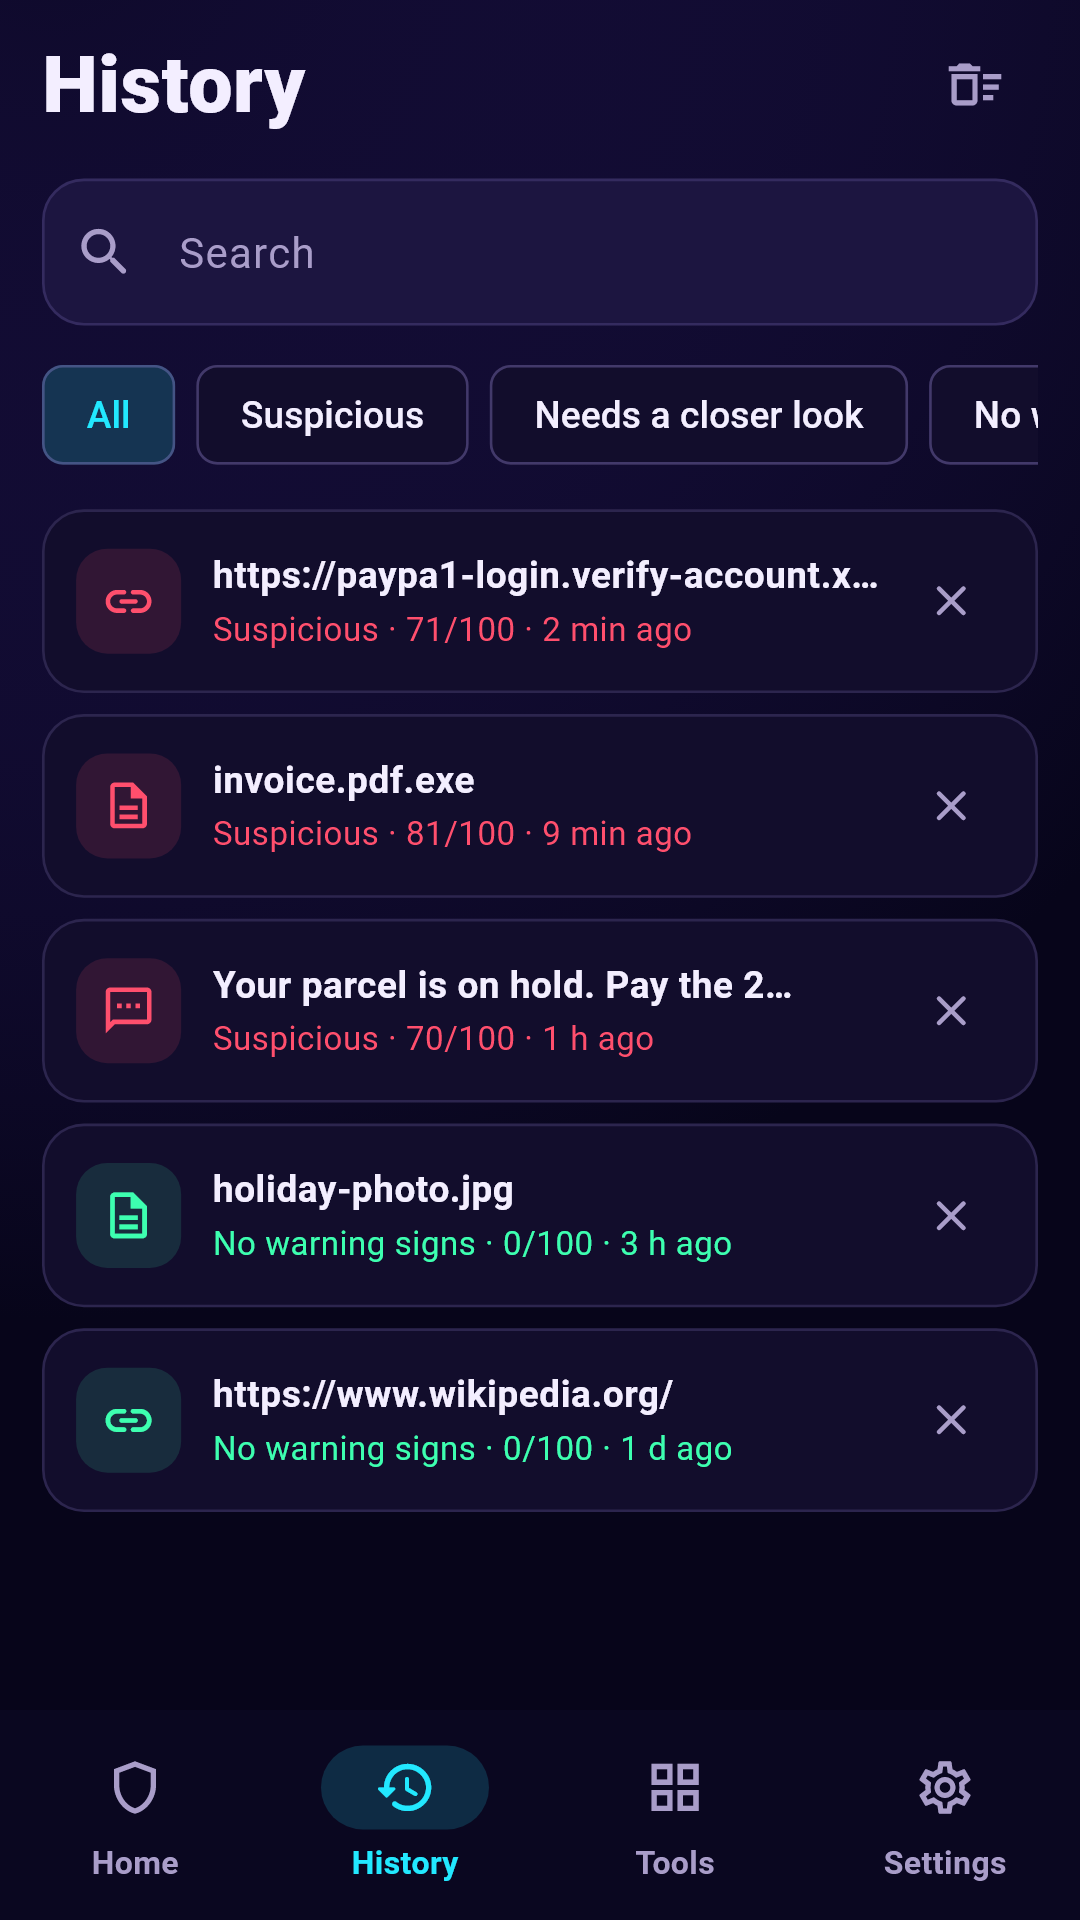 History
Search
All
Suspicious
Needs a closer look
No
https://paypa1-login.verify-account.x…
Suspicious · 71/100 · 2 min ago
invoice.pdf.exe
Suspicious · 81/100 · 9 min ago
Your parcel is on hold. Pay the 2…
Suspicious · 70/100 · 1 h ago
holiday-photo.jpg
No warning signs · 0/100 · 3 h ago
https://www.wikipedia.org/
No warning signs · 0/100 · 1 d ago
Home
History
Tools
Settings